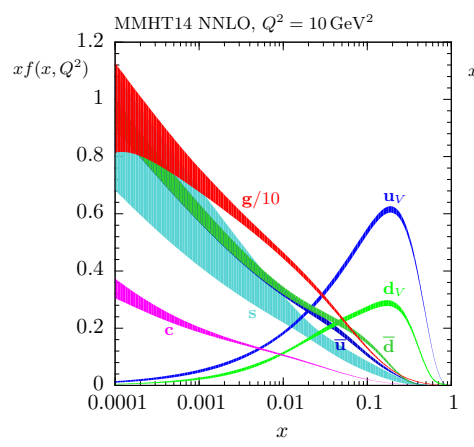 MMHT14 NNLO, Q² = 10 GeV²
1.2
xf(x, Q²)
x
1
0.8
g/10
u_V
0.6
0.4
d_V
s
0.2
c
u̅
d̅
0
0.0001 0.001 0.01 0.1 1
x